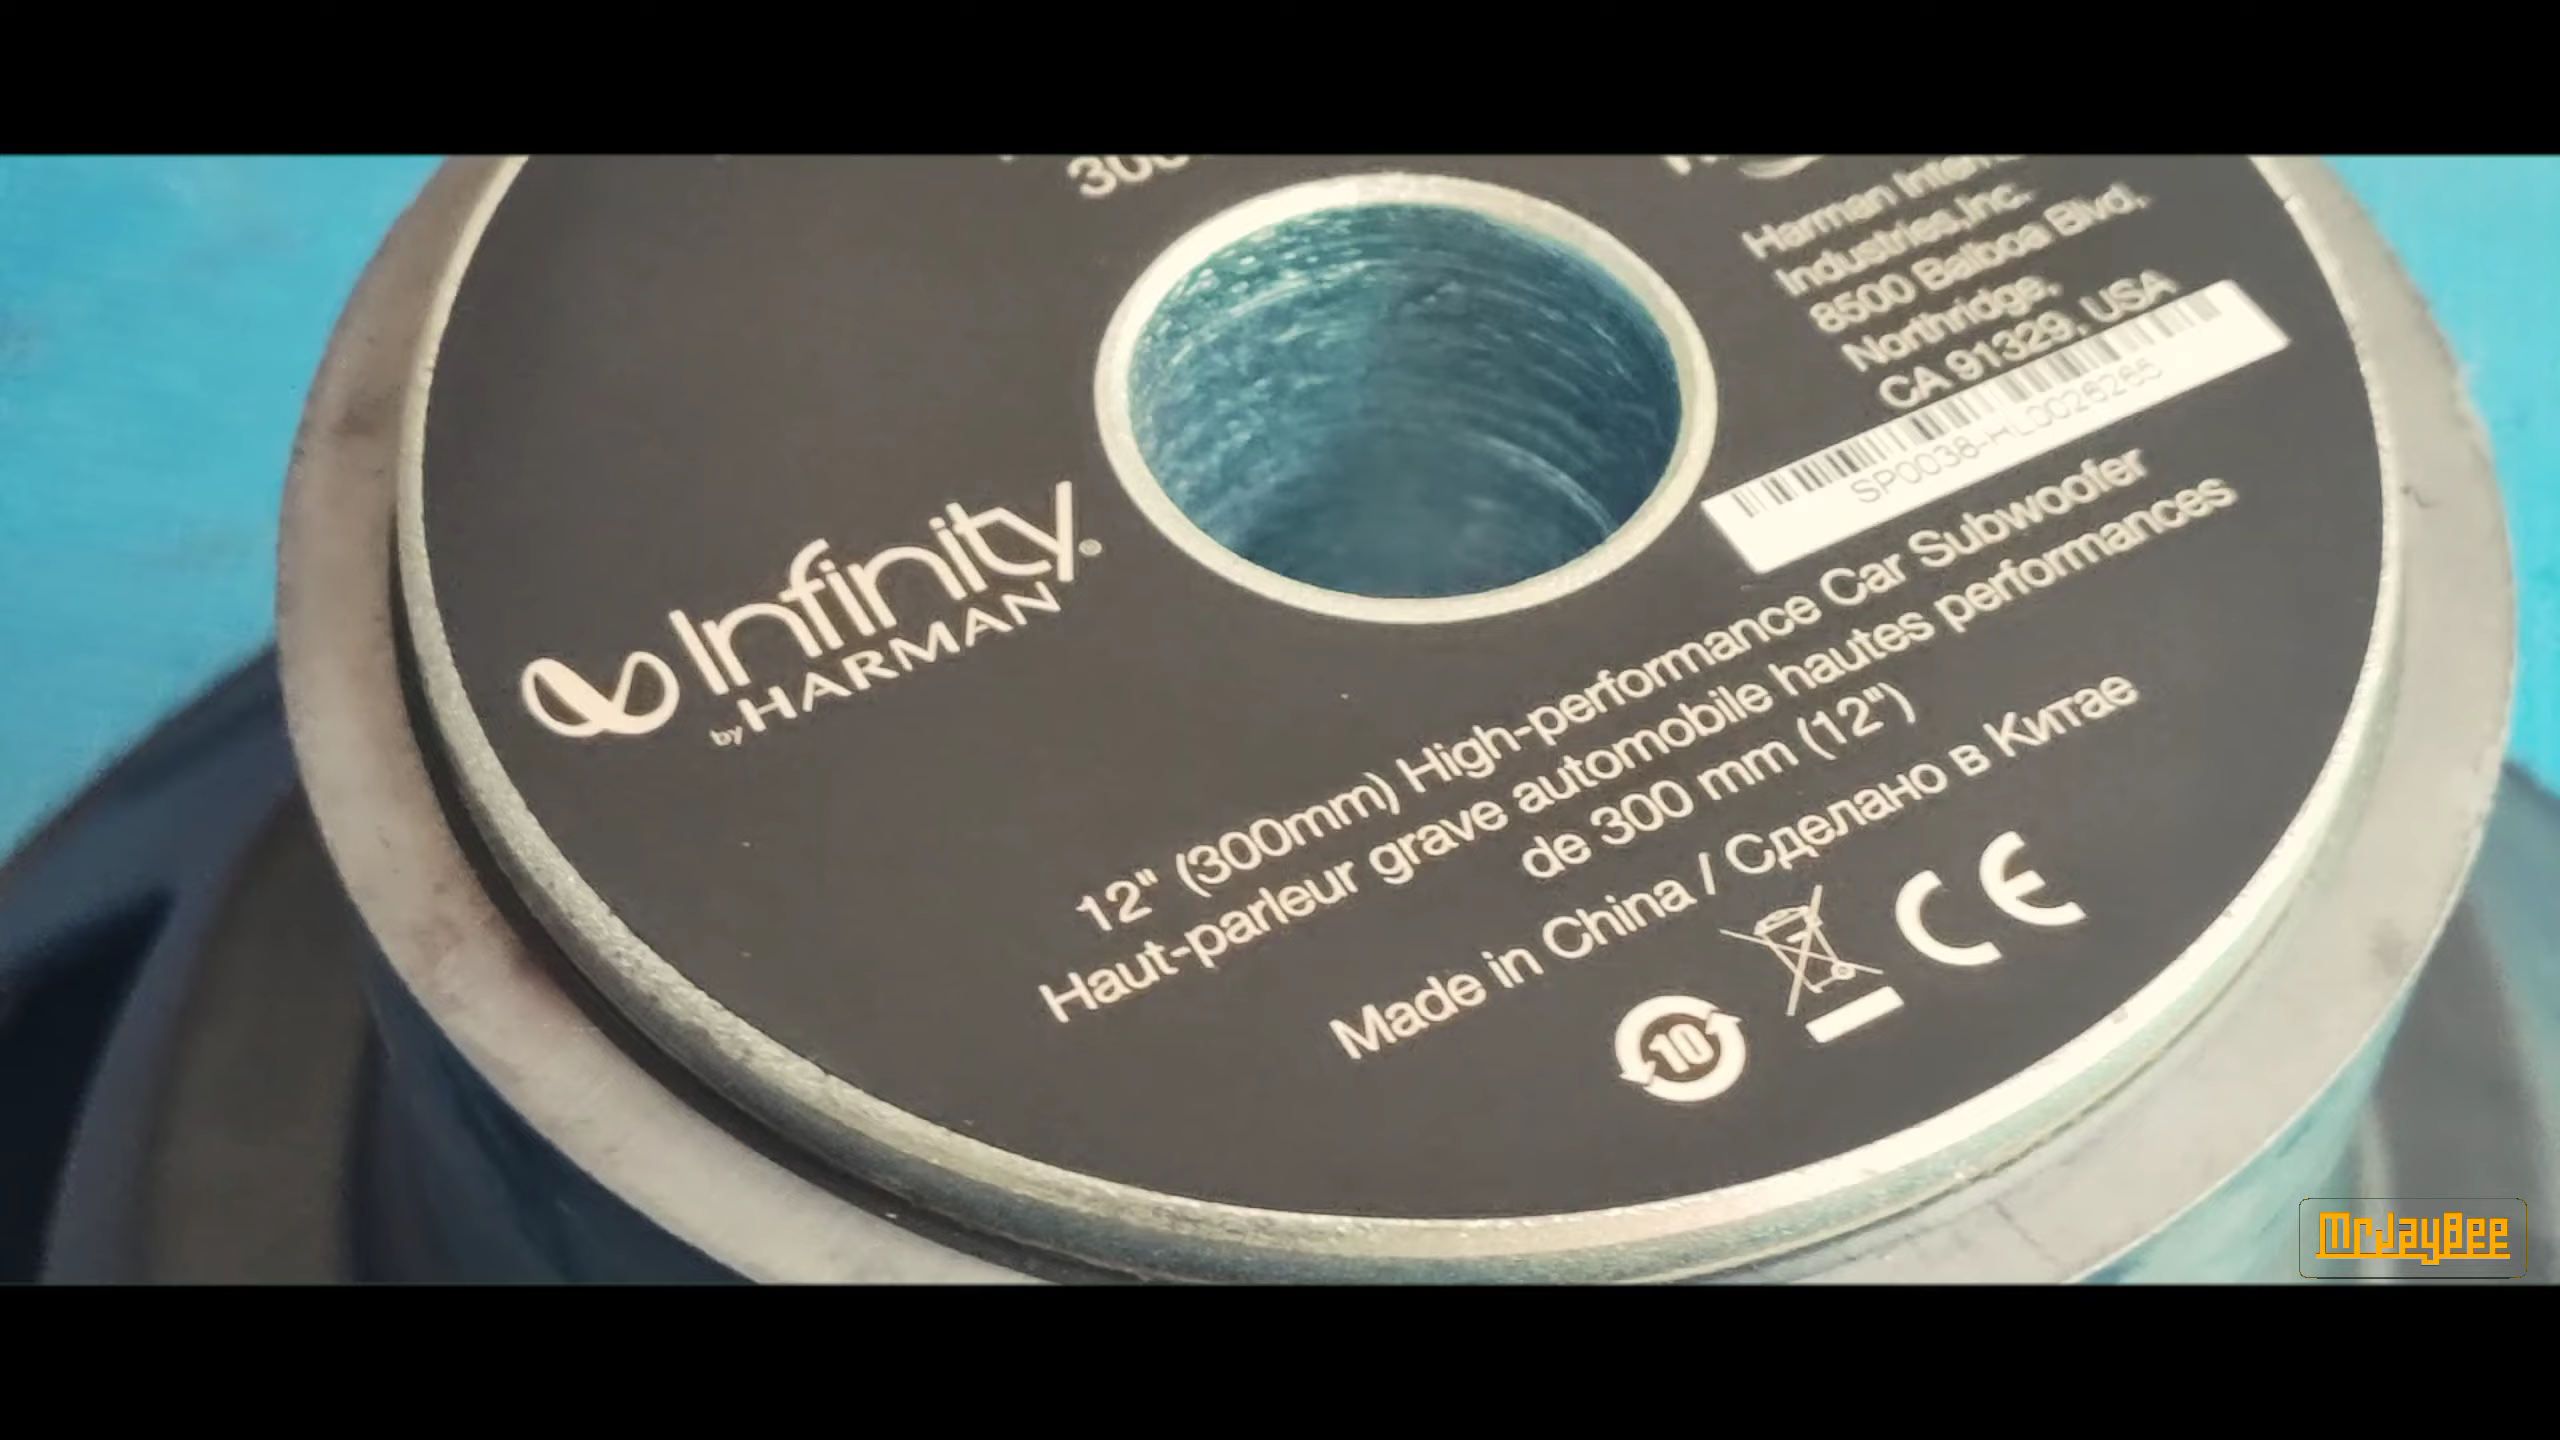 300
Harman
Industries,Inc.
8500 Balboa Blvd,
Northridge,
CA 91329, USA
SP0038-HL0026265
Infinity®
by HARMAN
12" (300mm) High-performance Car Subwoofer
Haut-parleur grave automobile hautes performances
de 300 mm (12")
Made in China / Сделано в Китае
10
CE
MrJayBee